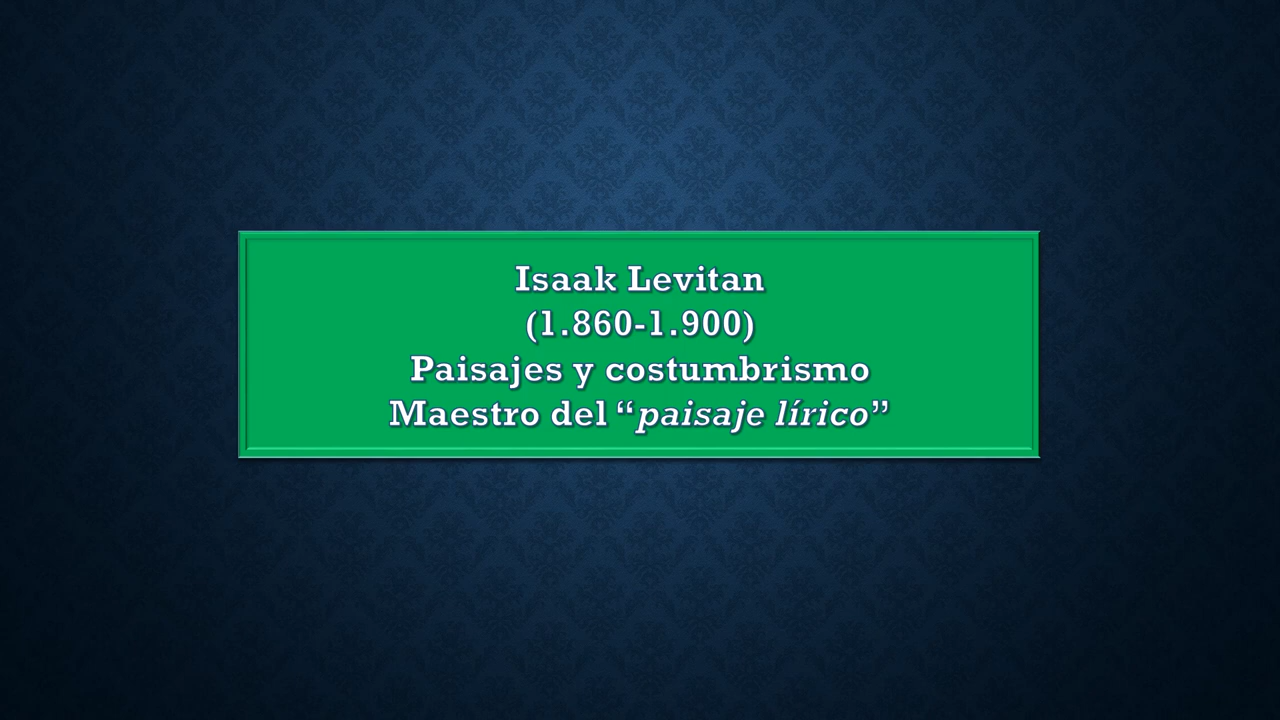 Isaak Levitan
(1.860-1.900)
Paisajes y costumbrismo
Maestro del “paisaje lírico”